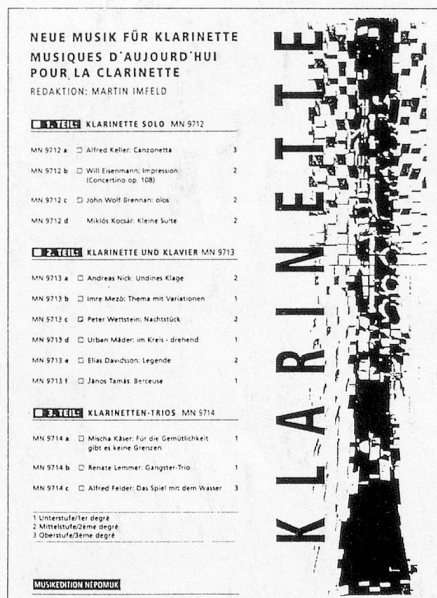 NEUE MUSIK FÜR KLARINETTE
MUSIQUES D'AUJOURD'HUI
POUR LA CLARINETTE
REDAKTION: MARTIN IMFELD
1. TEIL: KLARINETTE SOLO MN 9712
MN 9712 a Alfred Keller: Canzonetta 3
MN 9712 b Will Eisenmann: Impression 2
(Concertino op. 108)
MN 9712 c John Wolf Brennan: olos 2
MN 9712 d Miklós Kocsár: Kleine Suite 2
2. TEIL: KLARINETTE UND KLAVIER MN 9713
MN 9713 a Andreas Nick: Undines Klage 2
MN 9713 b Imre Mezö: Thema mit Variationen 1
MN 9713 c Peter Wettstein: Nachtstück 2
MN 9713 d Urban Mäder: im Kreis - drehend 1
MN 9713 e Elias Davidsson: Legende 2
MN 9713 f János Tamás: Berceuse 1
3. TEIL: KLARINETTEN-TRIOS MN 9714
MN 9714 a Mischa Käser: Für die Gemütlichkeit 1
gibt es keine Grenzen
MN 9714 b Renate Lemmer: Gangster-Trio 1
MN 9714 c Alfred Felder: Das Spiel mit dem Wasser 3
1 Unterstufe/1er degré
2 Mittelstufe/2ème degré
3 Oberstufe/3ème degré
MUSIKEDITION NEPOMUK
KLARINETTE